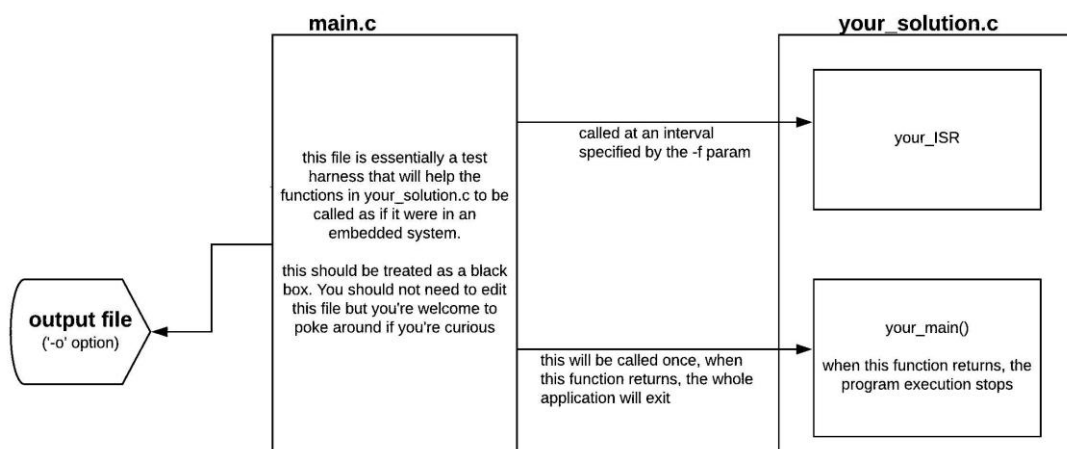 main.c
your_solution.c
this file is essentially a test
harness that will help the
functions in your_solution.c to be
called as if it were in an
embedded system.
this should be treated as a black
box. You should not need to edit
this file but you're welcome to
poke around if you're curious
called at an interval
specified by the -f param
your_ISR
output file
('-o' option)
this will be called once, when
this function returns, the whole
application will exit
your_main()
when this function returns, the
program execution stops